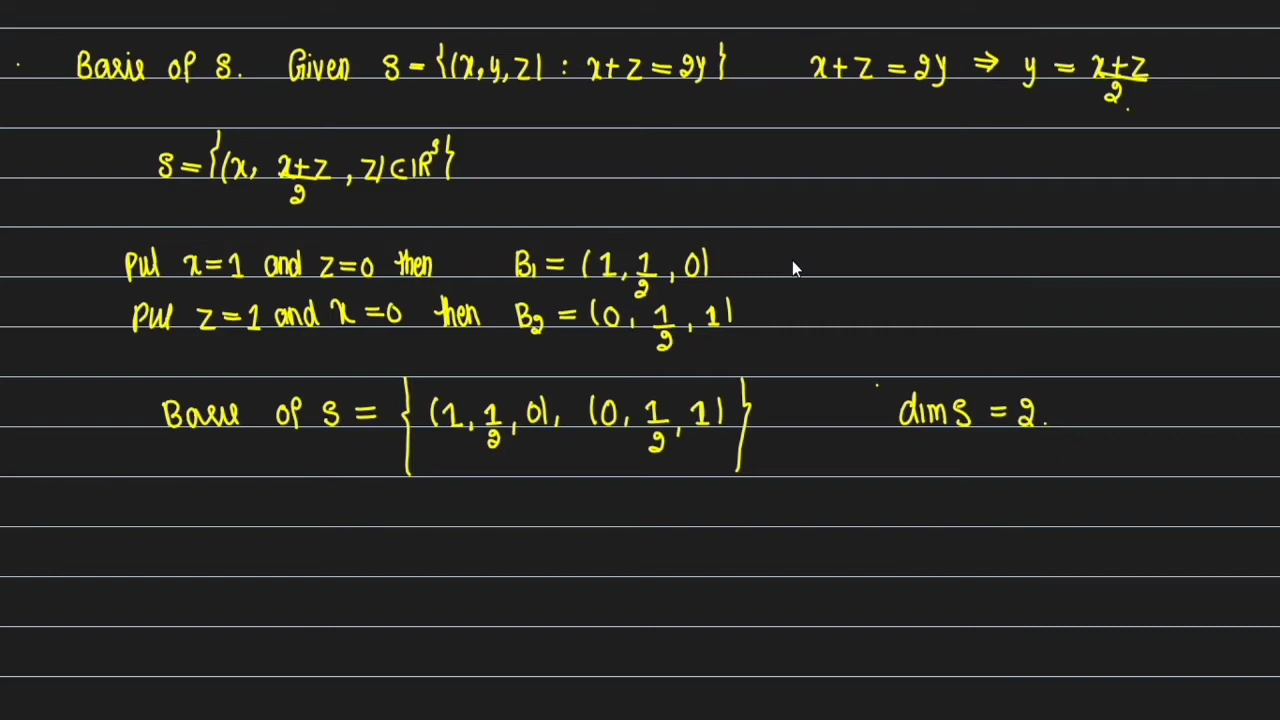 Basis of S. Given S = {(x, y, z) : x+z = 2y} x+z = 2y ⇒ y = x+z/2.
S = {(x, x+z/2, z) ∈ ℝ³}
Put x=1 and z=0 then B₁ = (1, 1/2, 0)
Put z=1 and x=0 then B₂ = (0, 1/2, 1)
Basis of S = {(1, 1/2, 0), (0, 1/2, 1)} dim S = 2.